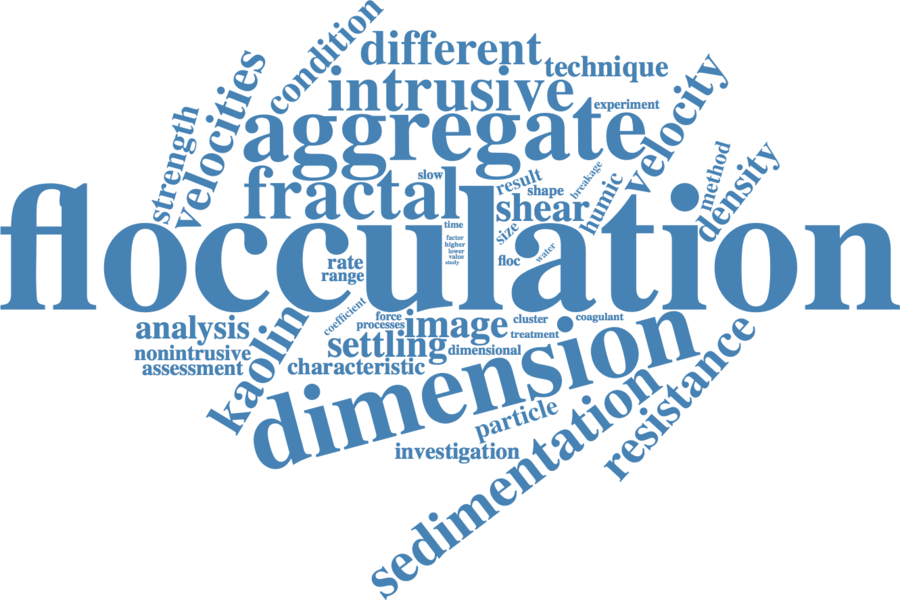 condition
different
technique
intrusive
velocities
strength
experiment
velocity
aggregate
method
density
slow
result
shape
breakage
humic
fractal
shear
size
time
flocculation
factor
higher
lower
value
study
water
floc
rate
range
coefficient
force
processes
image
cluster
coagulant
treatment
analysis
nonintrusive
assessment
kaolin
settling
dimensional
characteristic
dimension
resistance
particle
investigation
sedimentation